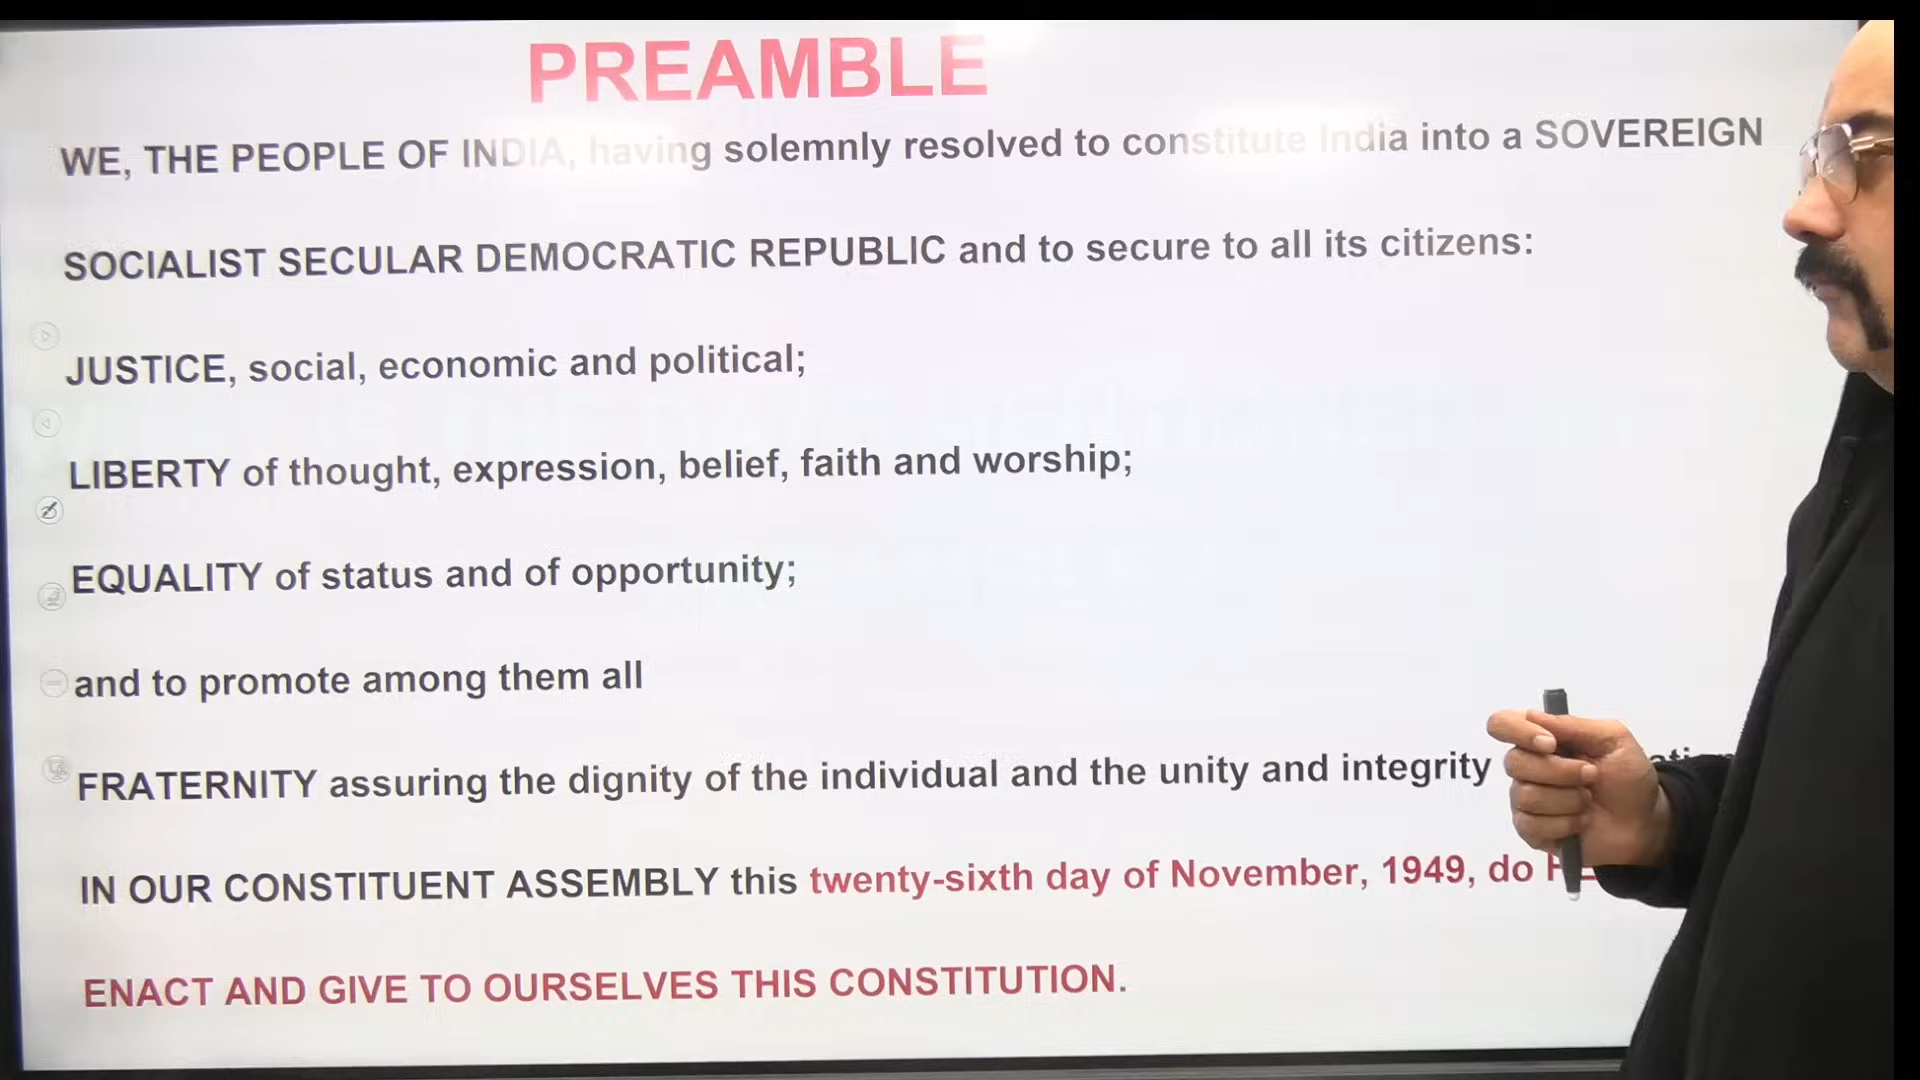 PREAMBLE
WE, THE PEOPLE OF INDIA, having solemnly resolved to constitute India into a SOVEREIGN
SOCIALIST SECULAR DEMOCRATIC REPUBLIC and to secure to all its citizens:
JUSTICE, social, economic and political;
LIBERTY of thought, expression, belief, faith and worship;
EQUALITY of status and of opportunity;
and to promote among them all
FRATERNITY assuring the dignity of the individual and the unity and integrity
IN OUR CONSTITUENT ASSEMBLY this twenty-sixth day of November, 1949, do
ENACT AND GIVE TO OURSELVES THIS CONSTITUTION.